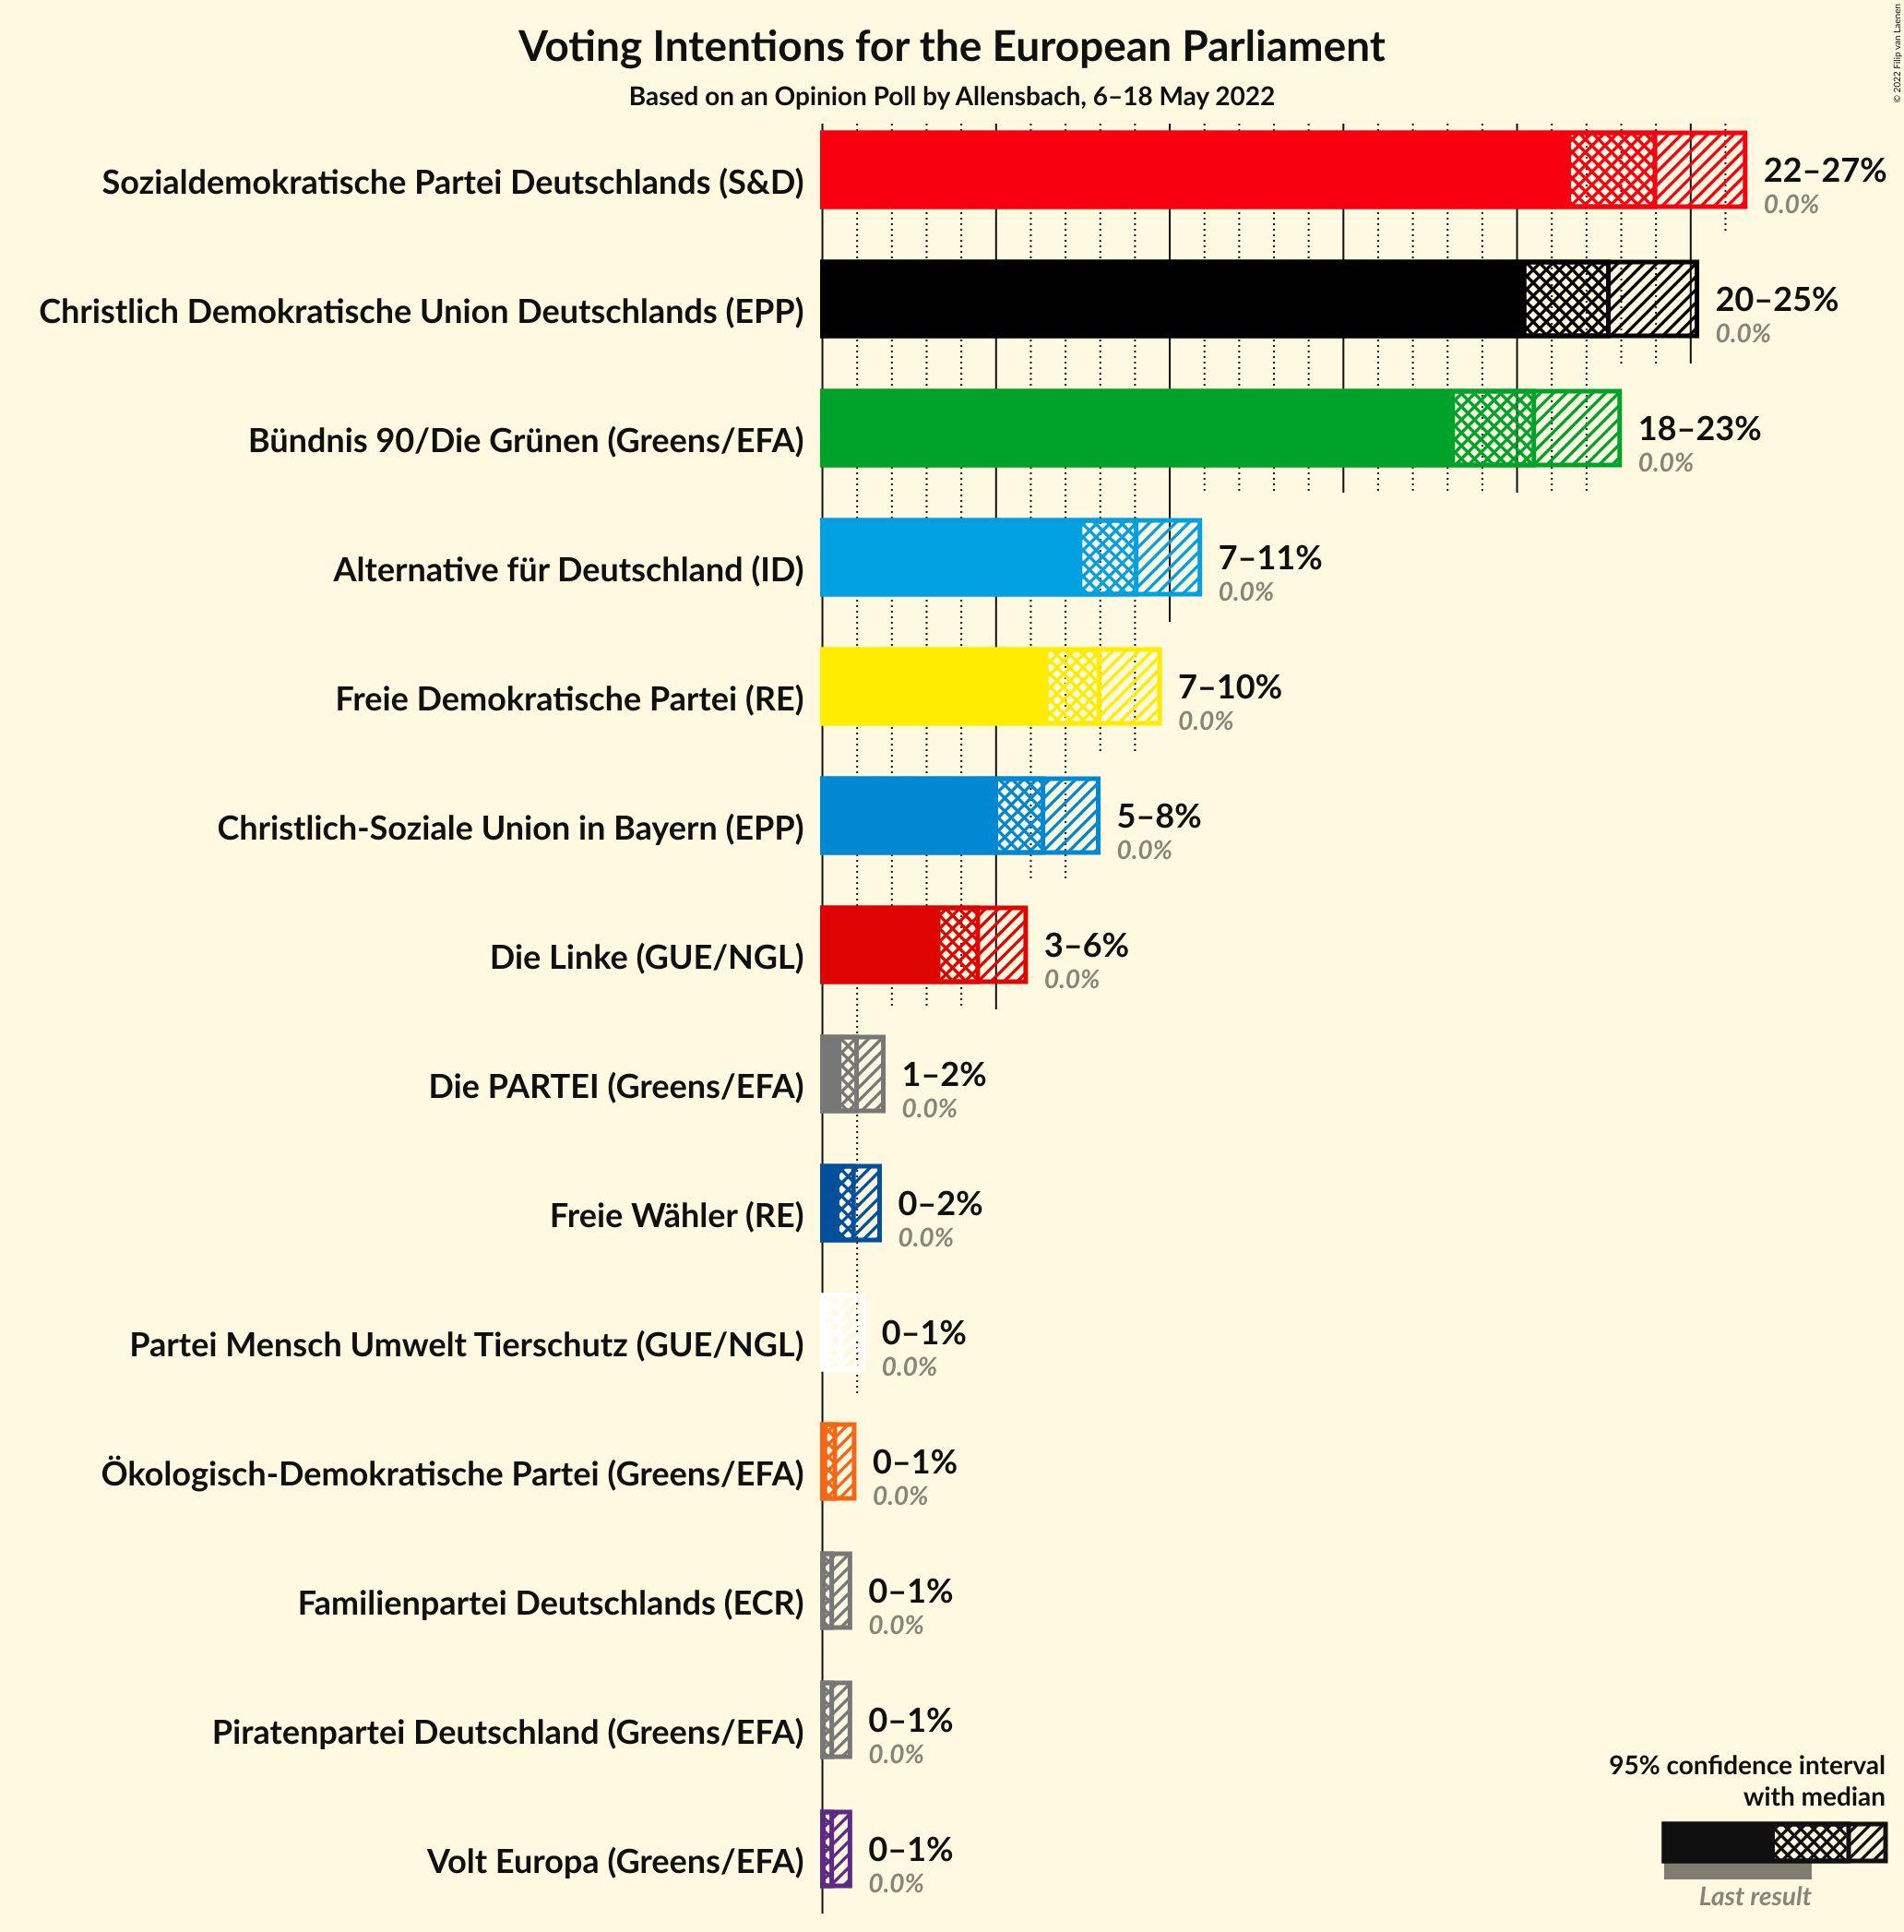 Voting Intentions for the European Parliament
Based on an Opinion Poll by Allensbach, 6–18 May 2022
© 2022 Filip van Laenen
Sozialdemokratische Partei Deutschlands (S&D)
22–27%
0.0%
Christlich Demokratische Union Deutschlands (EPP)
20–25%
0.0%
Bündnis 90/Die Grünen (Greens/EFA)
18–23%
0.0%
Alternative für Deutschland (ID)
7–11%
0.0%
Freie Demokratische Partei (RE)
7–10%
0.0%
Christlich-Soziale Union in Bayern (EPP)
5–8%
0.0%
Die Linke (GUE/NGL)
3–6%
0.0%
Die PARTEI (Greens/EFA)
1–2%
0.0%
Freie Wähler (RE)
0–2%
0.0%
Partei Mensch Umwelt Tierschutz (GUE/NGL)
0–1%
0.0%
Ökologisch-Demokratische Partei (Greens/EFA)
0–1%
0.0%
Familienpartei Deutschlands (ECR)
0–1%
0.0%
Piratenpartei Deutschland (Greens/EFA)
0–1%
0.0%
Volt Europa (Greens/EFA)
0–1%
0.0%
95% confidence interval
with median
Last result